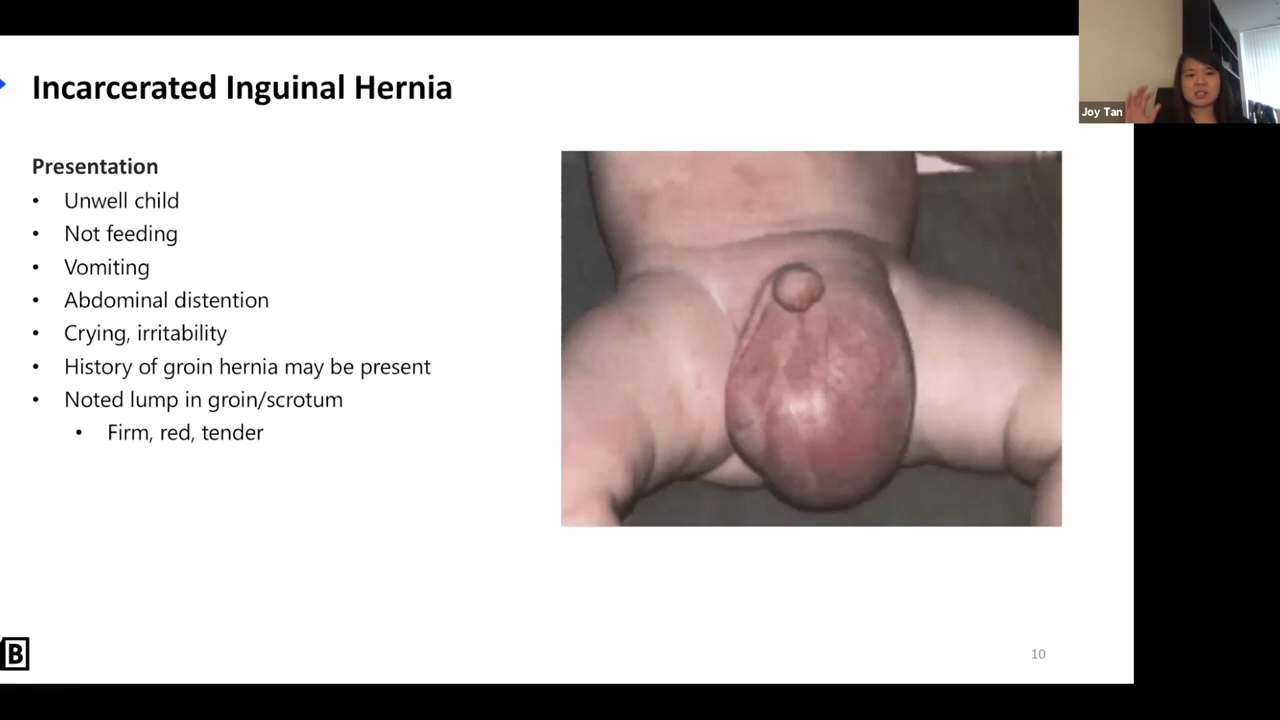 Incarcerated Inguinal Hernia
Presentation
• Unwell child
• Not feeding
• Vomiting
• Abdominal distention
• Crying, irritability
• History of groin hernia may be present
• Noted lump in groin/scrotum
• Firm, red, tender
B
10
Joy Tan